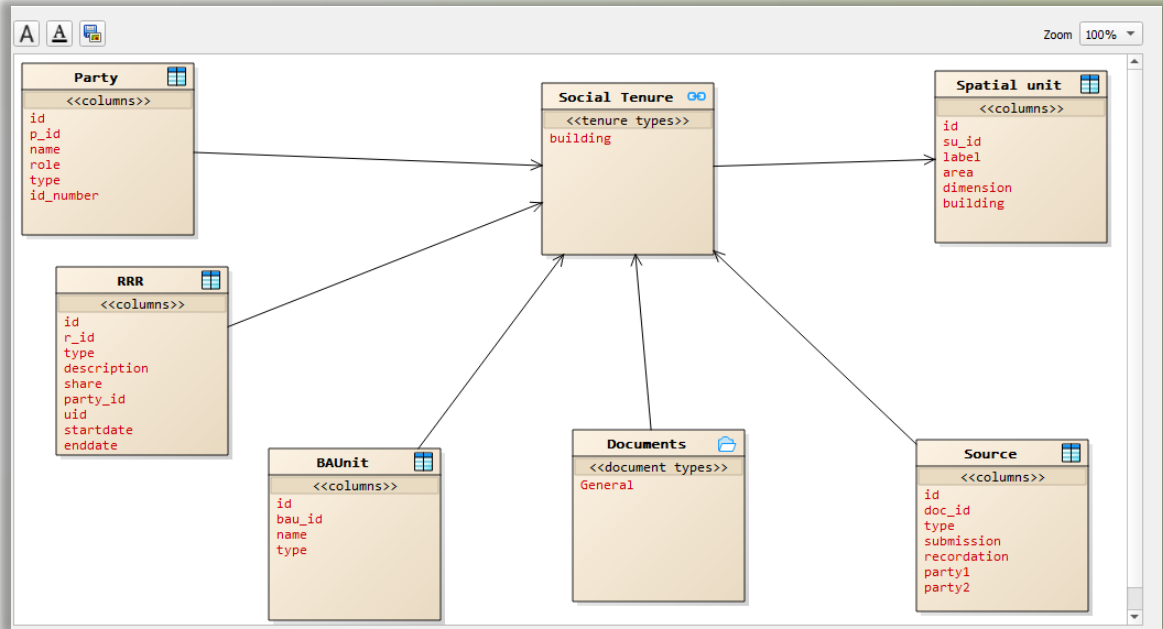 A A Zoom 100%
Party
<<columns>>
id
p_id
name
role
type
id_number
Social Tenure
<<tenure types>>
building
Spatial unit
<<columns>>
id
su_id
label
area
dimension
building
RRR
<<columns>>
id
r_id
type
description
share
party_id
uid
startdate
enddate
BAUnit
<<columns>>
id
bau_id
name
type
Documents
<<document types>>
General
Source
<<columns>>
id
doc_id
type
submission
recordation
party1
party2